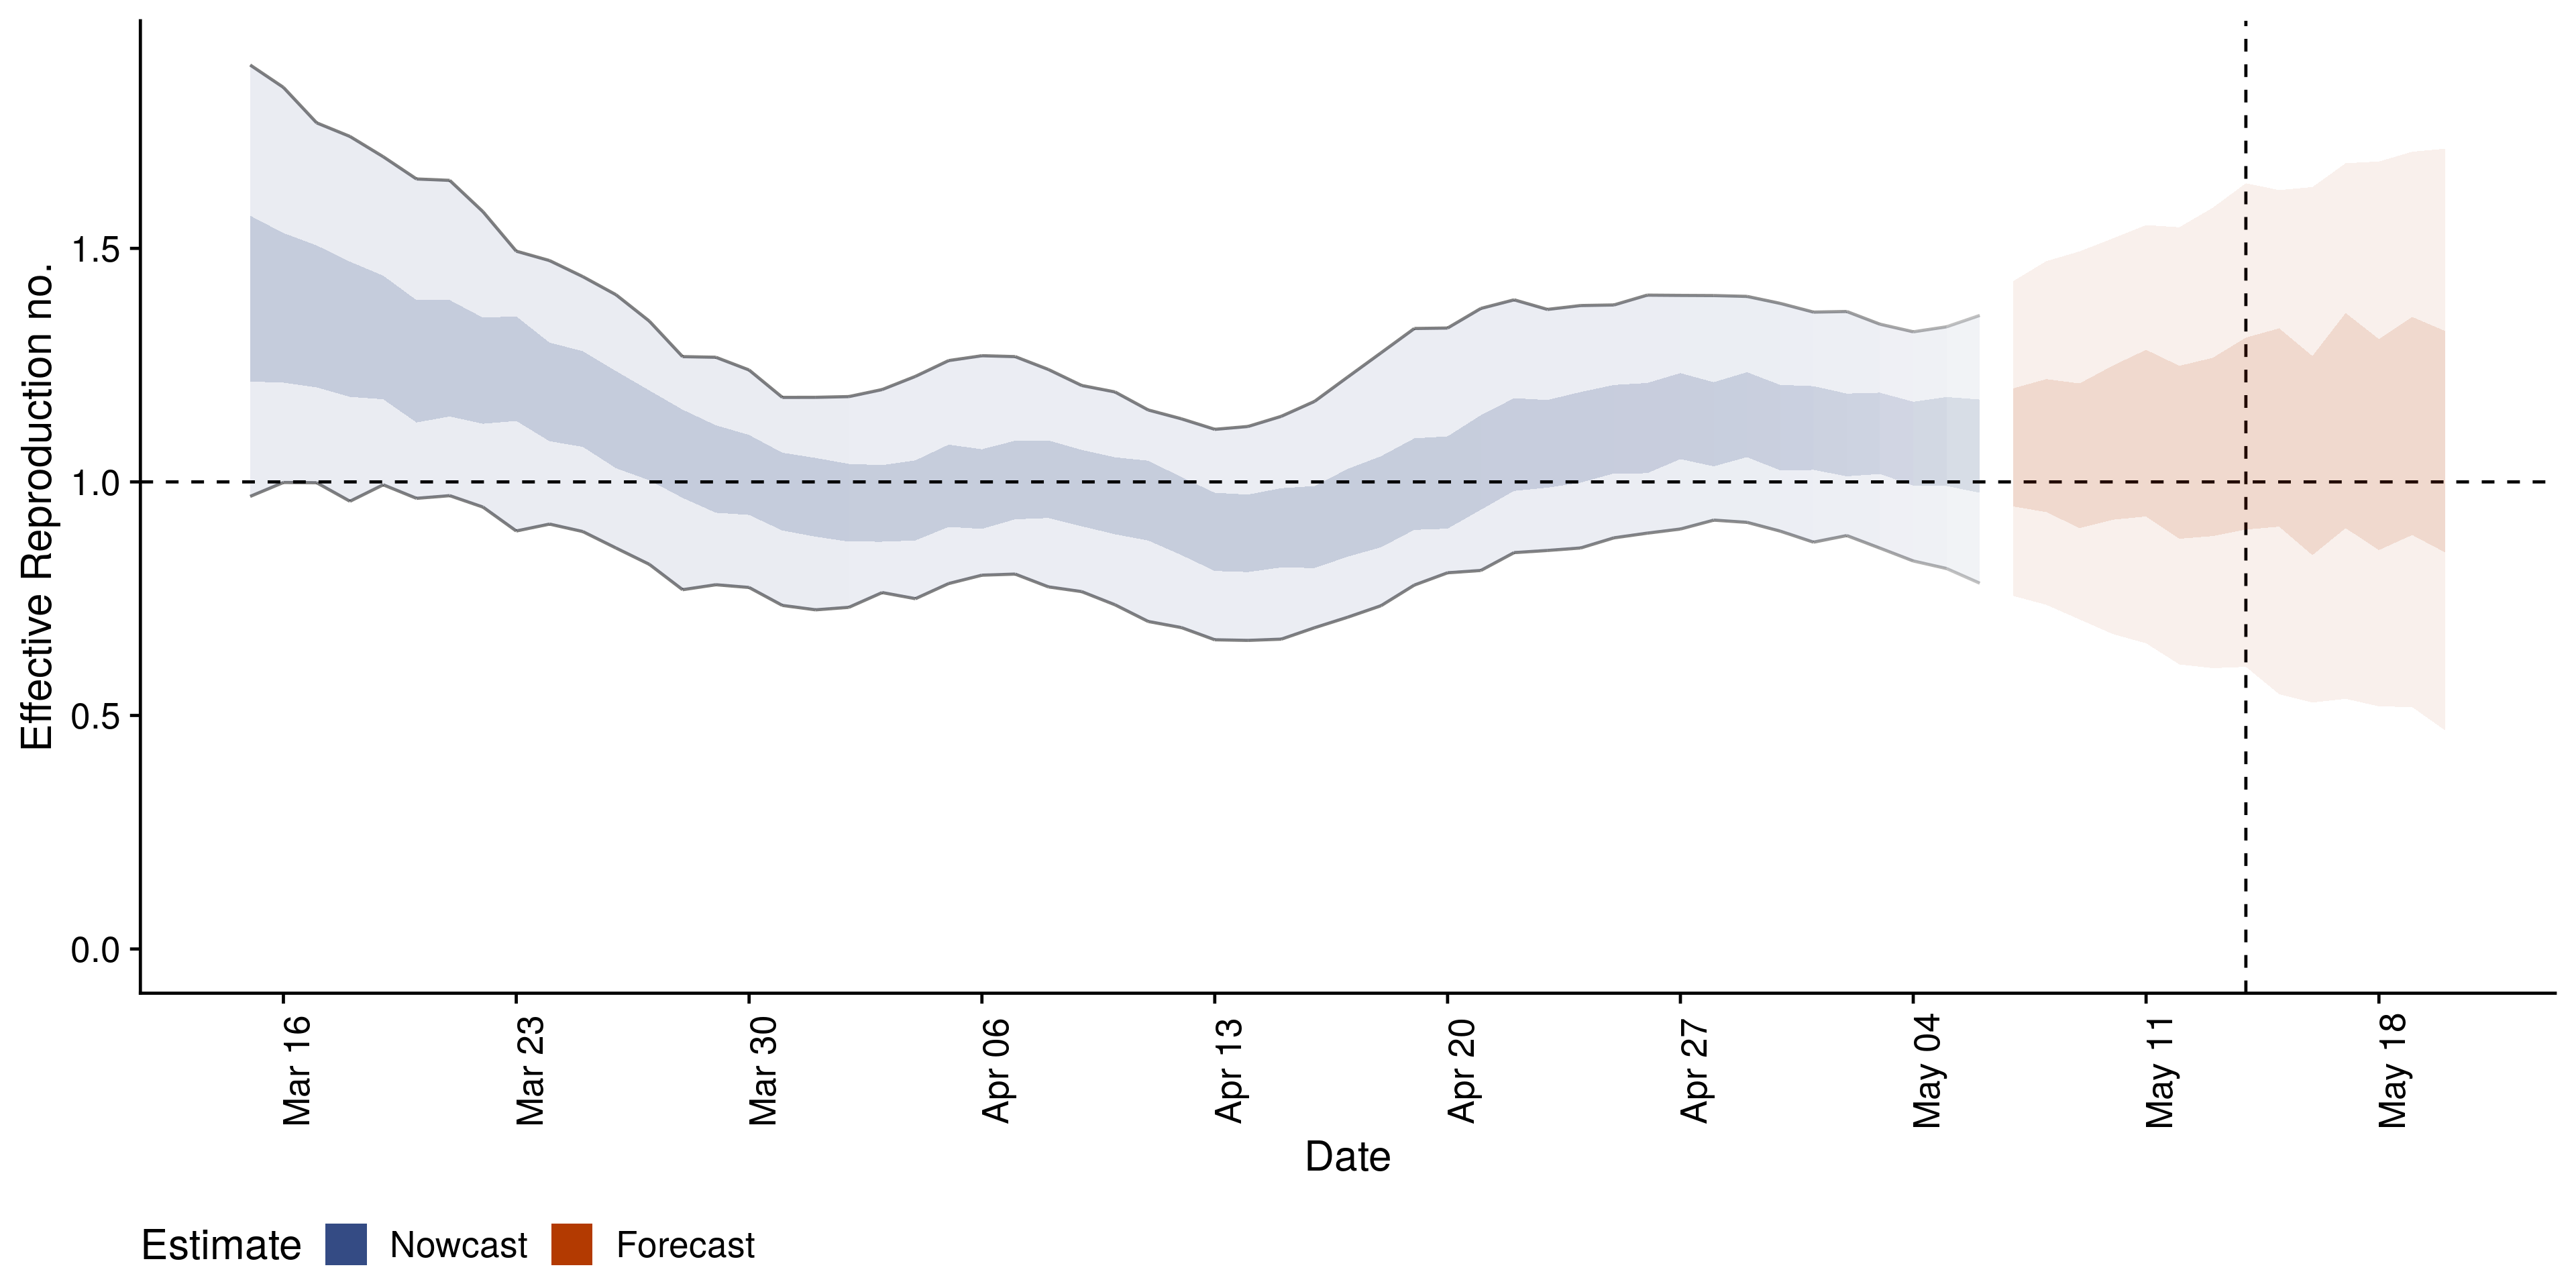 Effective Reproduction no.
1.5
1.0
0.5
0.0
Mar 16
Mar 23
Mar 30
Apr 06
Apr 13
Apr 20
Apr 27
May 04
May 11
May 18
Date
Estimate Nowcast Forecast